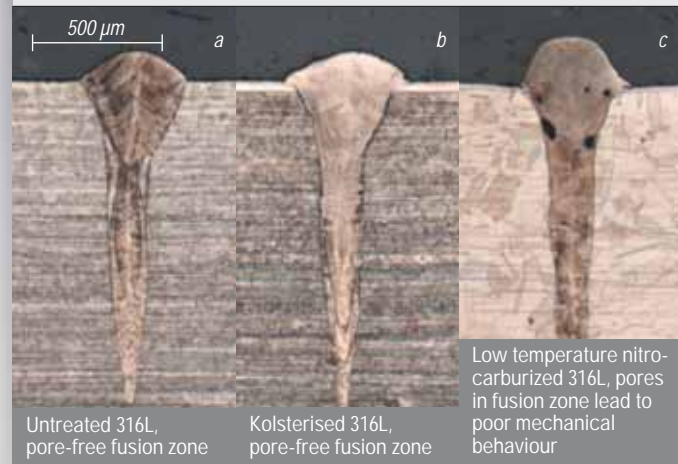 500 µm
a
b
c
Untreated 316L,
pore-free fusion zone
Kolsterised 316L,
pore-free fusion zone
Low temperature nitro-
carburized 316L, pores
in fusion zone lead to
poor mechanical
behaviour